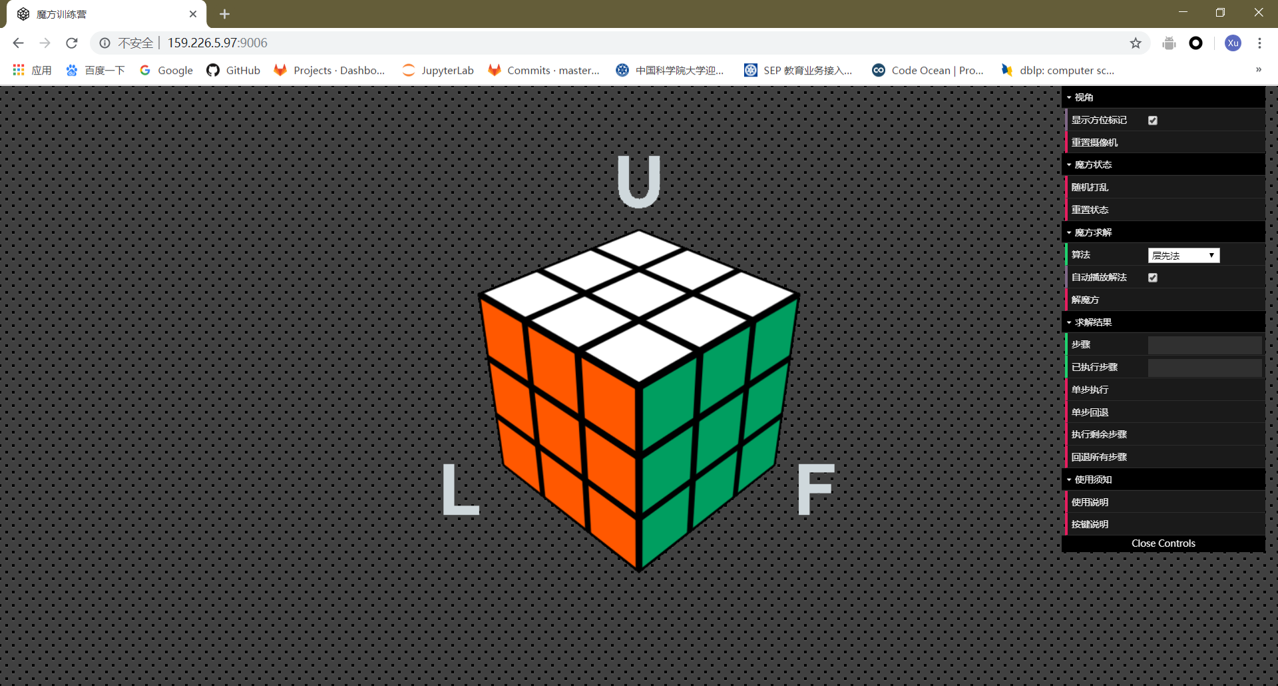 魔方训练营
不安全 | 159.226.5.97:9006
Xu
应用 百度一下 Google GitHub Projects · Dashbo... JupyterLab Commits · master... 中国科学院大学迎... SEP 教育业务接入... Code Ocean | Pro... dblp: computer sc... »
U
L
F
视角
显示方位标记
重置摄像机
魔方状态
随机打乱
重置状态
魔方求解
算法 层先法
自动播放解法
解魔方
求解结果
步骤
已执行步骤
单步执行
单步回退
执行剩余步骤
回退所有步骤
使用须知
使用说明
按键说明
Close Controls